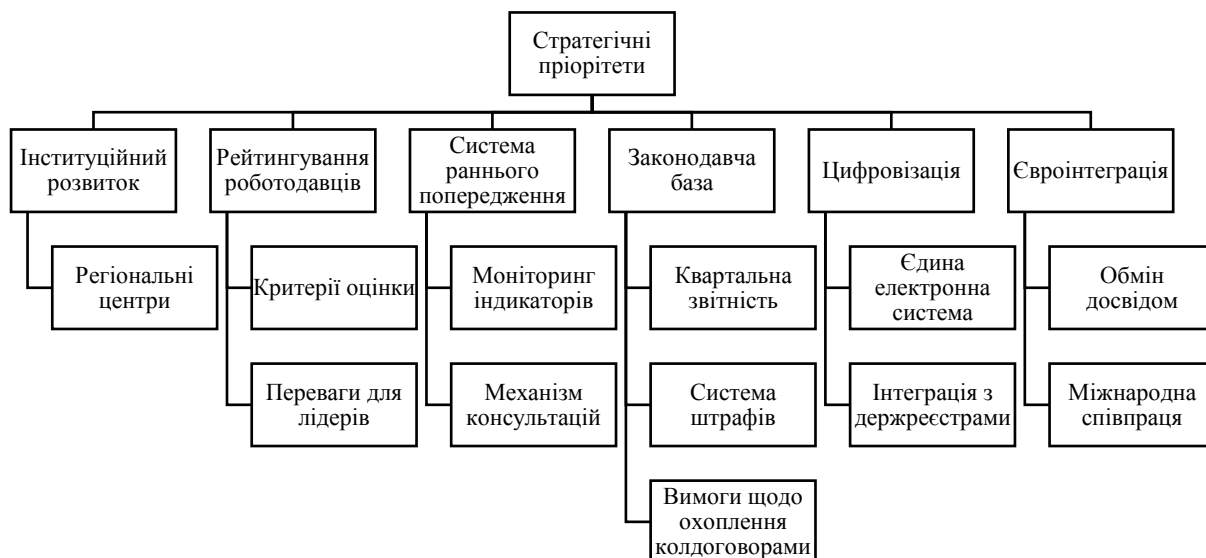 Стратегічні
пріорітети
Інституційний
розвиток
Рейтингування
роботодавців
Система
раннього
попередження
Законодавча
база
Цифровізація
Євроінтеграція
Регіональні
центри
Критерії оцінки
Моніторинг
індикаторів
Квартальна
звітність
Єдина
електронна
система
Обмін
досвідом
Переваги для
лідерів
Механізм
консультацій
Система
штрафів
Інтеграція з
держреєстрами
Міжнародна
співпраця
Вимоги щодо
охоплення
колдоговорами